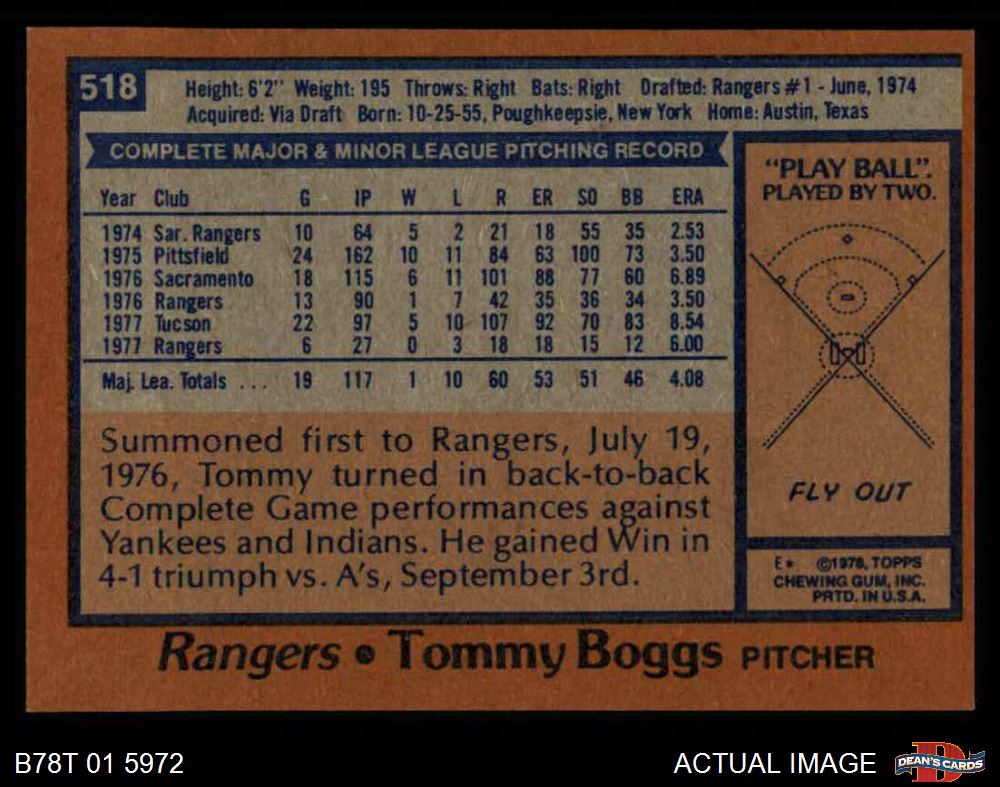 518
Height: 6'2" Weight: 195 Throws: Right Bats: Right Drafted: Rangers #1 - June, 1974
Acquired: Via Draft Born: 10-25-55, Poughkeepsie, New York Home: Austin, Texas
COMPLETE MAJOR & MINOR LEAGUE PITCHING RECORD
Year Club G IP W L R ER SO BB ERA
1974 Sar. Rangers 10 64 5 2 21 18 55 35 2.53
1975 Pittsfield 24 162 10 11 84 63 100 73 3.50
1976 Sacramento 18 115 6 11 101 88 77 60 6.89
1976 Rangers 13 90 1 7 42 35 36 34 3.50
1977 Tucson 22 97 5 10 107 92 70 83 8.54
1977 Rangers 6 27 0 3 18 18 15 12 6.00
Maj. Lea. Totals ... 19 117 1 10 60 53 51 46 4.08
Summoned first to Rangers, July 19,
1976, Tommy turned in back-to-back
Complete Game performances against
Yankees and Indians. He gained Win in
4-1 triumph vs. A's, September 3rd.
"PLAY BALL".
PLAYED BY TWO.
FLY OUT
E* ©1978, TOPPS
CHEWING GUM, INC.
PRTD. IN U.S.A.
Rangers • Tommy Boggs PITCHER
B78T 01 5972
ACTUAL IMAGE
DEAN'S CARDS